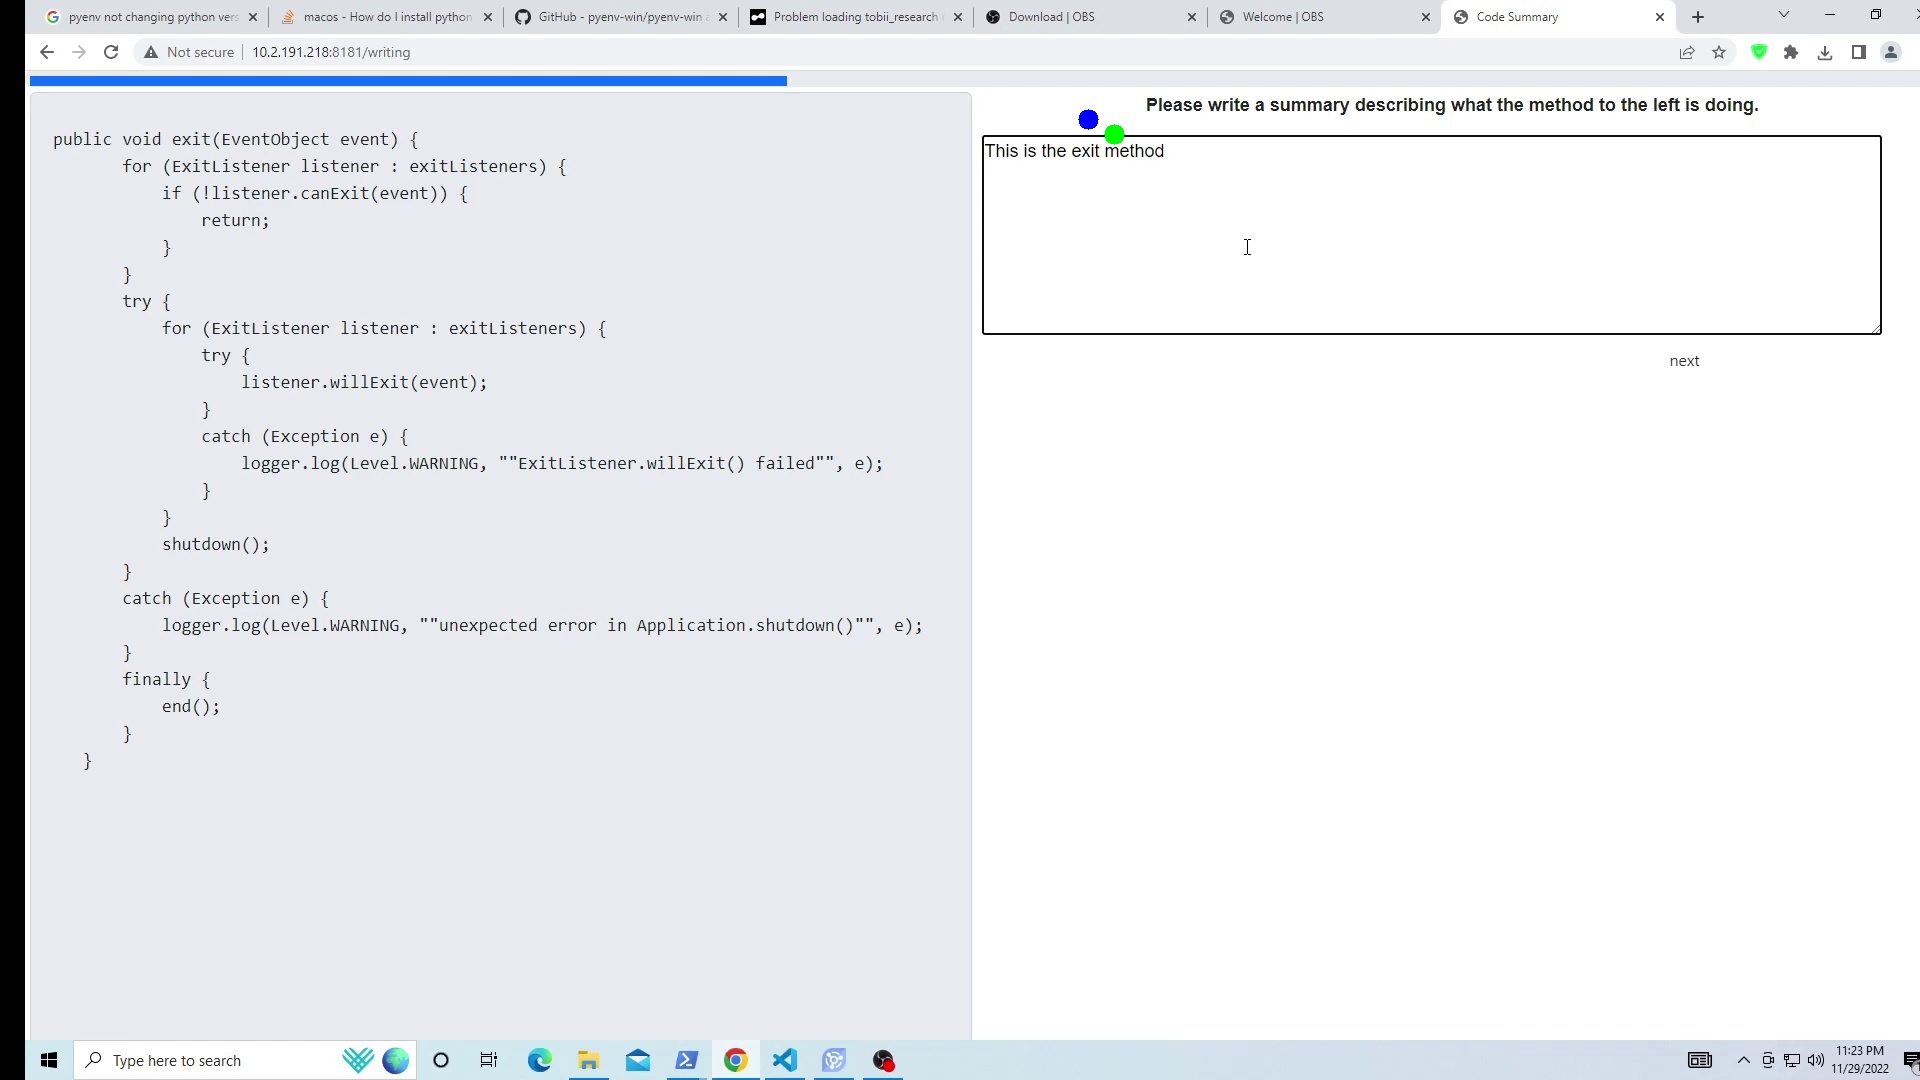 pyenv not changing python vers
macos - How do I install python
GitHub - pyenv-win/pyenv-win
Problem loading tobii_research
Download | OBS
Welcome | OBS
Code Summary
Not secure
10.2.191.218:8181/writing
public void exit(EventObject event) {
for (ExitListener listener : exitListeners) {
if (!listener.canExit(event)) {
return;
}
}
try {
for (ExitListener listener : exitListeners) {
try {
listener.willExit(event);
}
catch (Exception e) {
logger.log(Level.WARNING, ""ExitListener.willExit() failed"", e);
}
}
shutdown();
}
catch (Exception e) {
logger.log(Level.WARNING, ""unexpected error in Application.shutdown()"", e);
}
finally {
end();
}
}
Please write a summary describing what the method to the left is doing.
This is the exit method
next
Type here to search
11:23 PM
11/29/2022